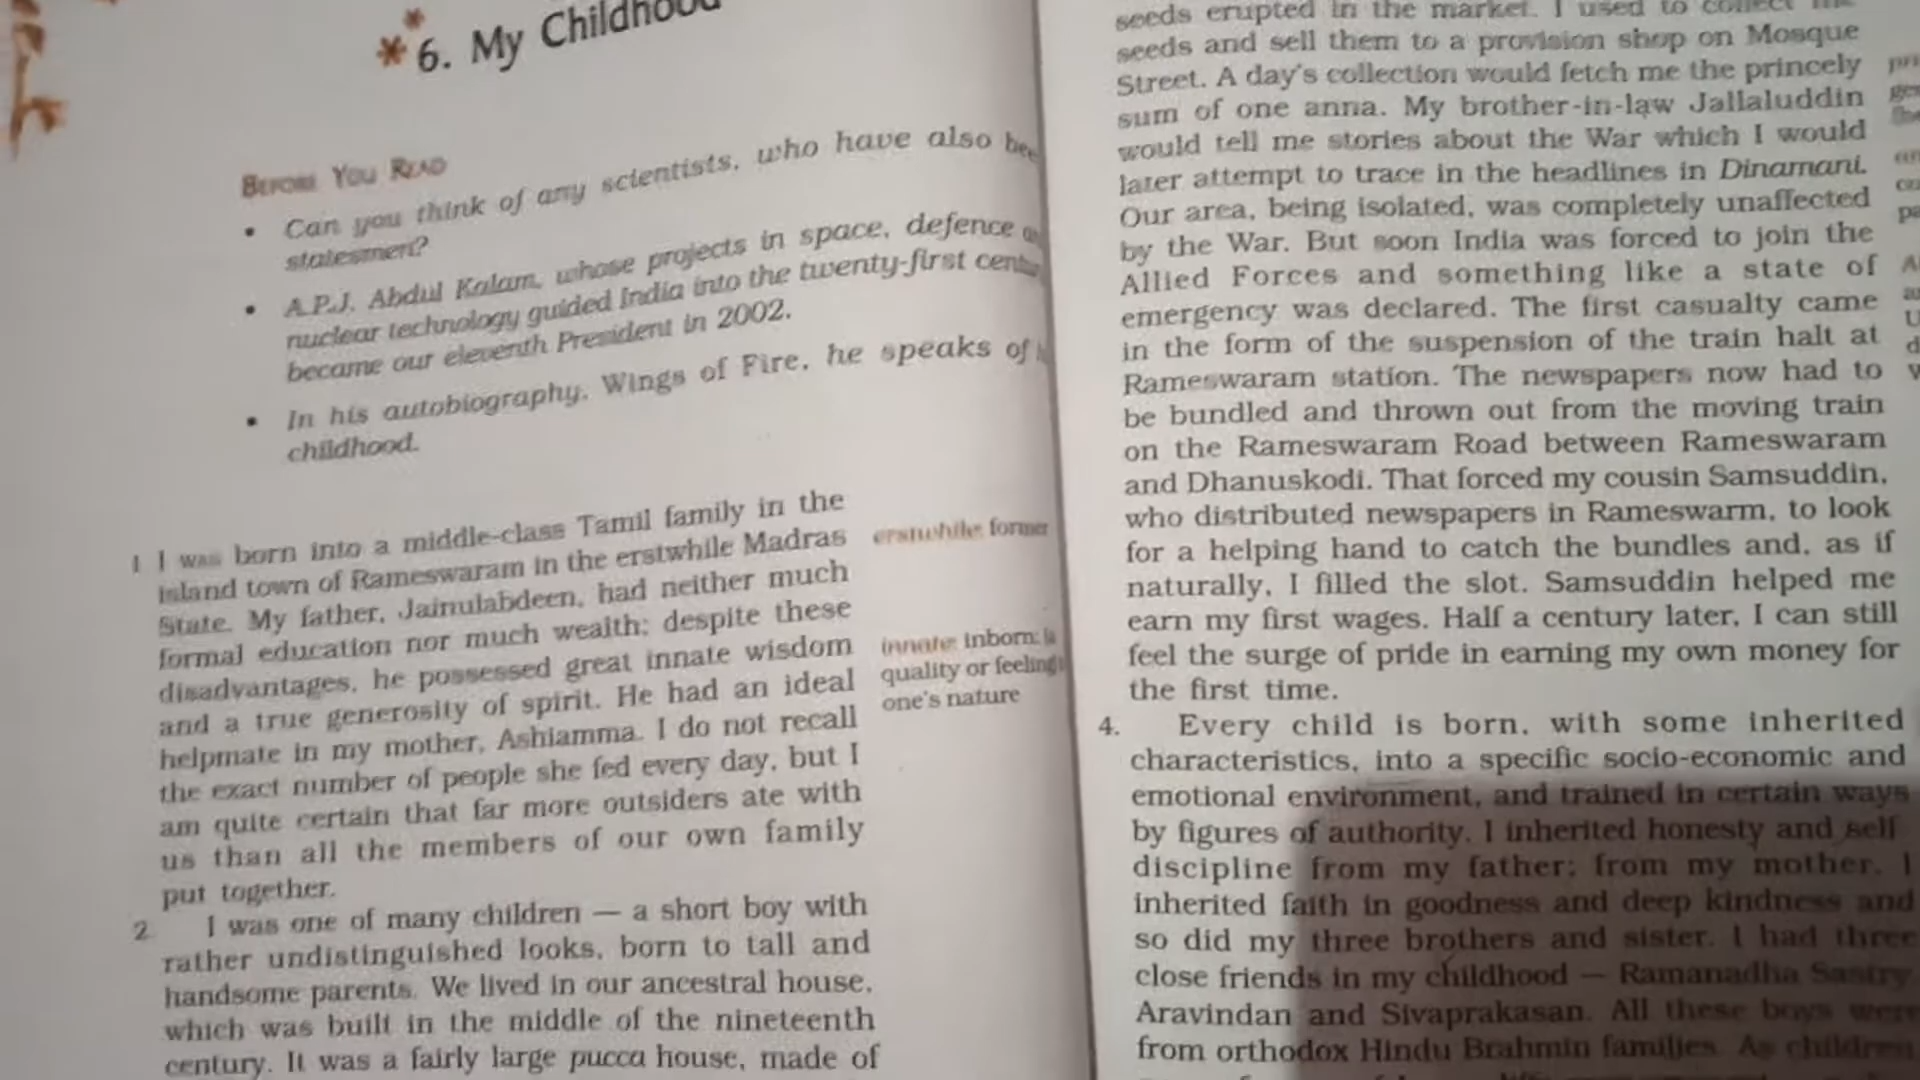 6. My Childhood
BEFORE YOU READ
• Can you think of any scientists, who have also
statesmen?
• A.P.J. Abdul Kalam, whose projects in space, defence
nuclear technology guided India into the twenty-first
became our eleventh President in 2002.
• In his autobiography, Wings of Fire, he speaks of
childhood.
1 I was born into a middle-class Tamil family in the
island town of Rameswaram in the erstwhile Madras
State. My father, Jainulabdeen, had neither much
formal education nor much wealth; despite these
disadvantages, he possessed great innate wisdom
and a true generosity of spirit. He had an ideal
helpmate in my mother, Ashiamma. I do not recall
the exact number of people she fed every day, but I
am quite certain that far more outsiders ate with
us than all the members of our own family
put together.
2 I was one of many children — a short boy with
rather undistinguished looks, born to tall and
handsome parents. We lived in our ancestral house,
which was built in the middle of the nineteenth
century. It was a fairly large pucca house, made of
erstwhile: former
innate: inborn;
quality or feeling
one's nature
seeds erupted in the market. I used to collect the
seeds and sell them to a provision shop on Mosque
Street. A day's collection would fetch me the princely
sum of one anna. My brother-in-law Jallaluddin
would tell me stories about the War which I would
later attempt to trace in the headlines in Dinamani.
Our area, being isolated, was completely unaffected
by the War. But soon India was forced to join the
Allied Forces and something like a state of
emergency was declared. The first casualty came
in the form of the suspension of the train halt at
Rameswaram station. The newspapers now had to
be bundled and thrown out from the moving train
on the Rameswaram Road between Rameswaram
and Dhanuskodi. That forced my cousin Samsuddin,
who distributed newspapers in Rameswarm, to look
for a helping hand to catch the bundles and, as if
naturally, I filled the slot. Samsuddin helped me
earn my first wages. Half a century later, I can still
feel the surge of pride in earning my own money for
the first time.
4. Every child is born, with some inherited
characteristics, into a specific socio-economic and
emotional environment, and trained in certain ways
by figures of authority. I inherited honesty and self
discipline from my father; from my mother, I
inherited faith in goodness and deep kindness and
so did my three brothers and sister. I had three
close friends in my childhood — Ramanadha Sastry,
Aravindan and Sivaprakasan. All these boys were
from orthodox Hindu Brahmin families. As children